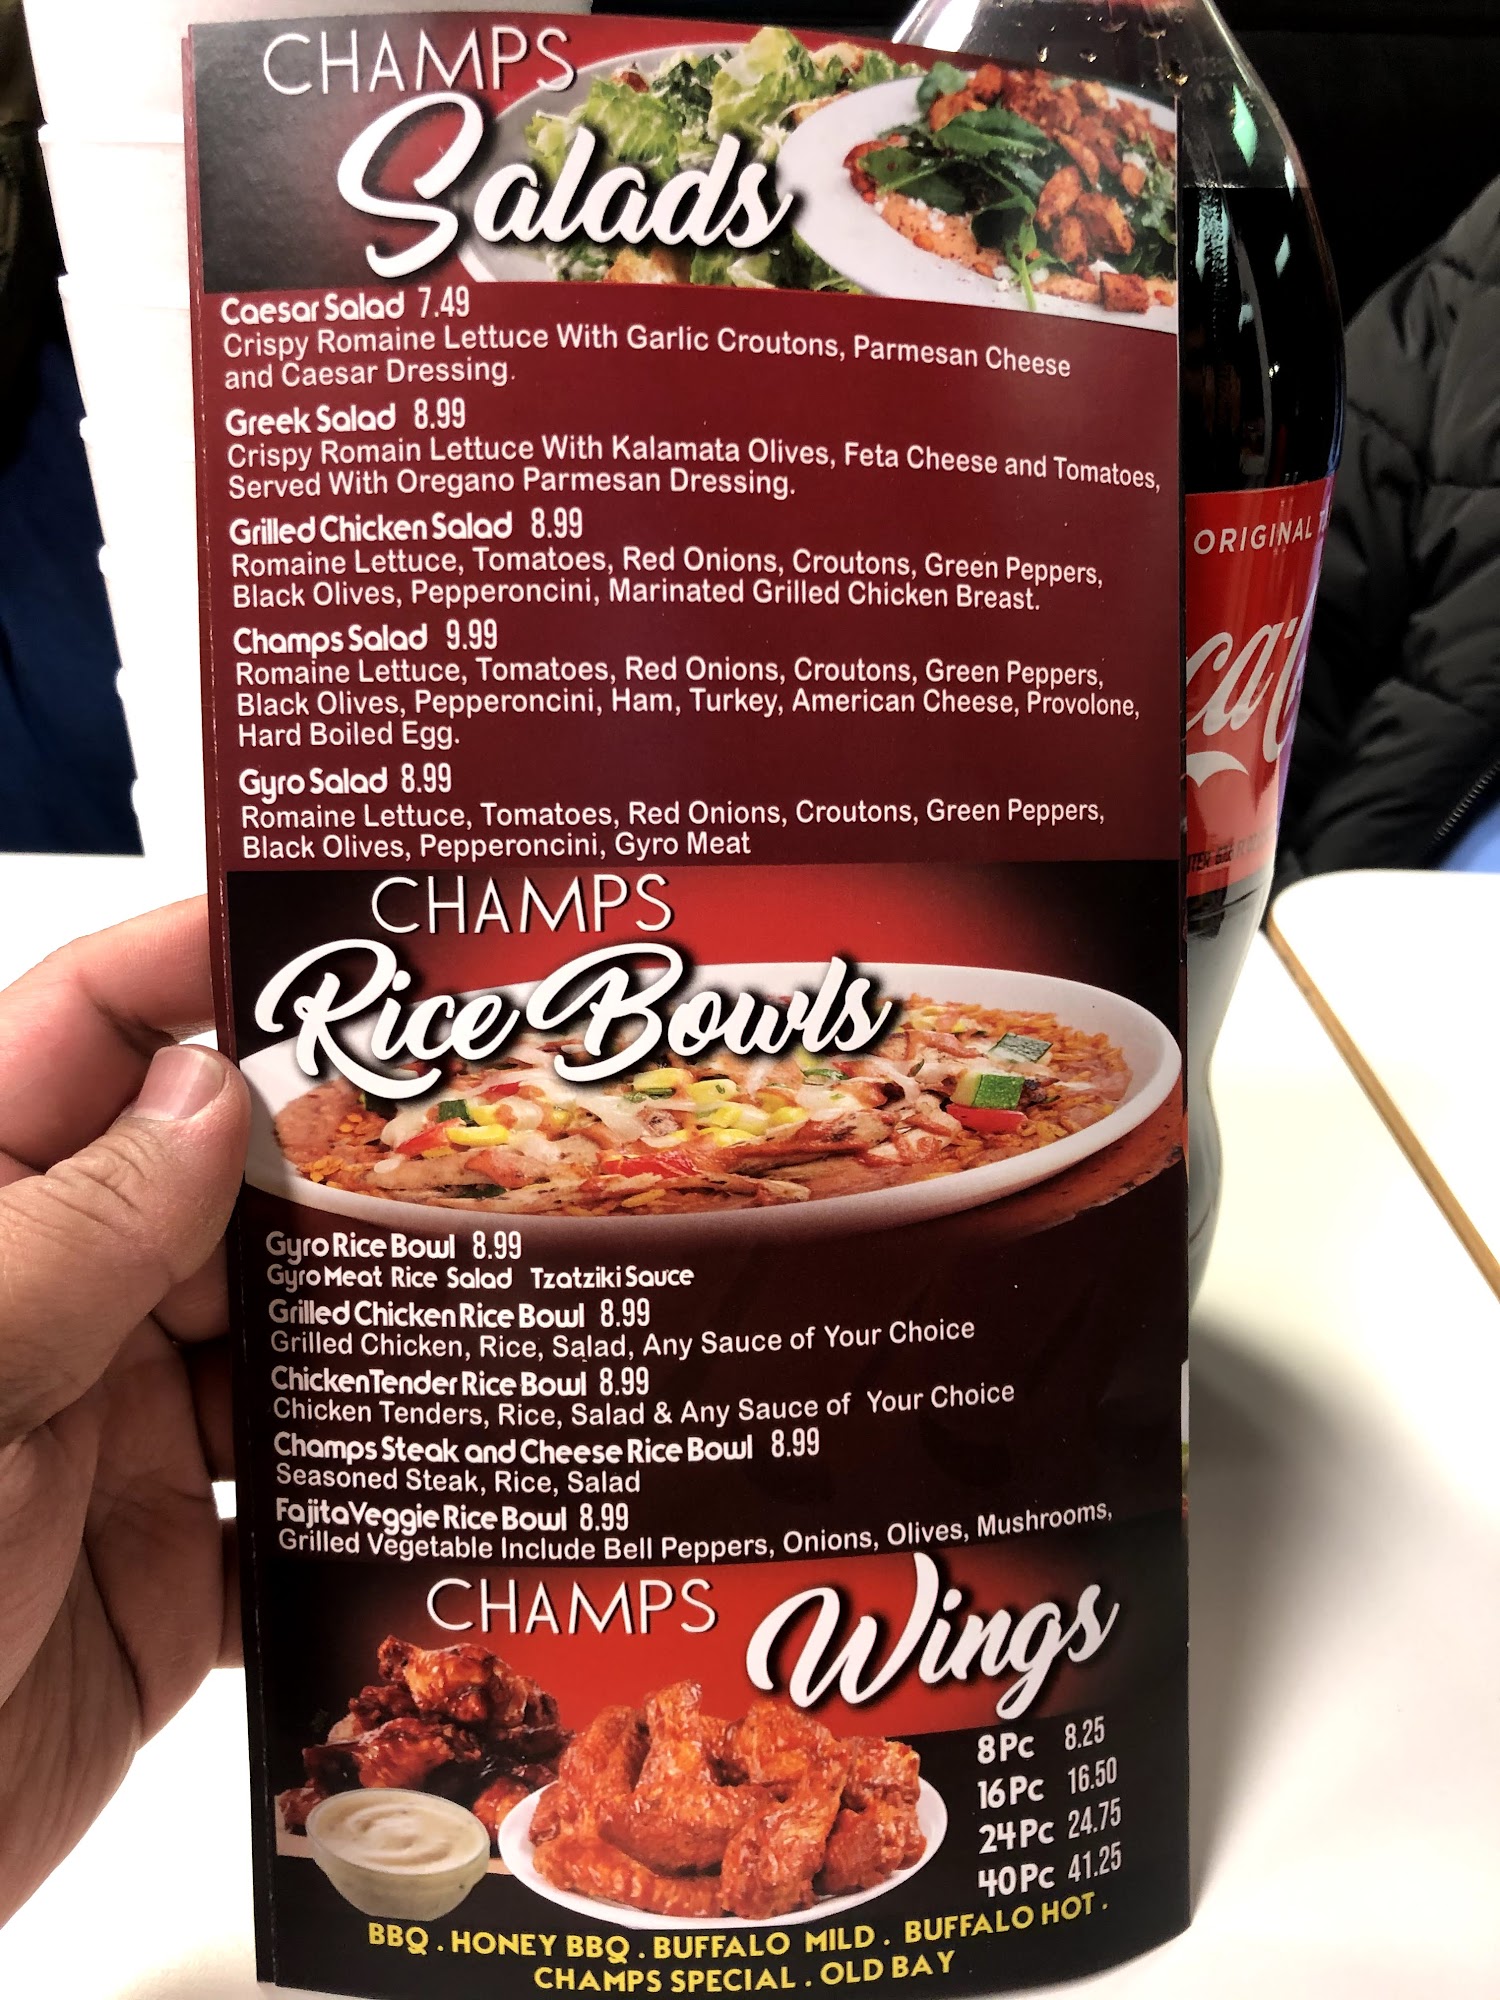 CHAMPS
Salads
Caesar Salad 7.49
Crispy Romaine Lettuce With Garlic Croutons, Parmesan Cheese
and Caesar Dressing.
Greek Salad 8.99
Crispy Romain Lettuce With Kalamata Olives, Feta Cheese and Tomatoes,
Served With Oregano Parmesan Dressing.
Grilled Chicken Salad 8.99
Romaine Lettuce, Tomatoes, Red Onions, Croutons, Green Peppers,
Black Olives, Pepperoncini, Marinated Grilled Chicken Breast.
Champs Salad 9.99
Romaine Lettuce, Tomatoes, Red Onions, Croutons, Green Peppers,
Black Olives, Pepperoncini, Ham, Turkey, American Cheese, Provolone,
Hard Boiled Egg.
Gyro Salad 8.99
Romaine Lettuce, Tomatoes, Red Onions, Croutons, Green Peppers,
Black Olives, Pepperoncini, Gyro Meat
CHAMPS
Rice Bowls
Gyro Rice Bowl 8.99
Gyro Meat Rice Salad Tzatziki Sauce
Grilled Chicken Rice Bowl 8.99
Grilled Chicken, Rice, Salad, Any Sauce of Your Choice
Chicken Tender Rice Bowl 8.99
Chicken Tenders, Rice, Salad & Any Sauce of Your Choice
Champs Steak and Cheese Rice Bowl 8.99
Seasoned Steak, Rice, Salad
Fajita Veggie Rice Bowl 8.99
Grilled Vegetable Include Bell Peppers, Onions, Olives, Mushrooms,
CHAMPS Wings
8 Pc 8.25
16 Pc 16.50
24 Pc 24.75
40 Pc 41.25
BBQ . HONEY BBQ . BUFFALO MILD . BUFFALO HOT .
CHAMPS SPECIAL . OLD BAY
ORIGINAL